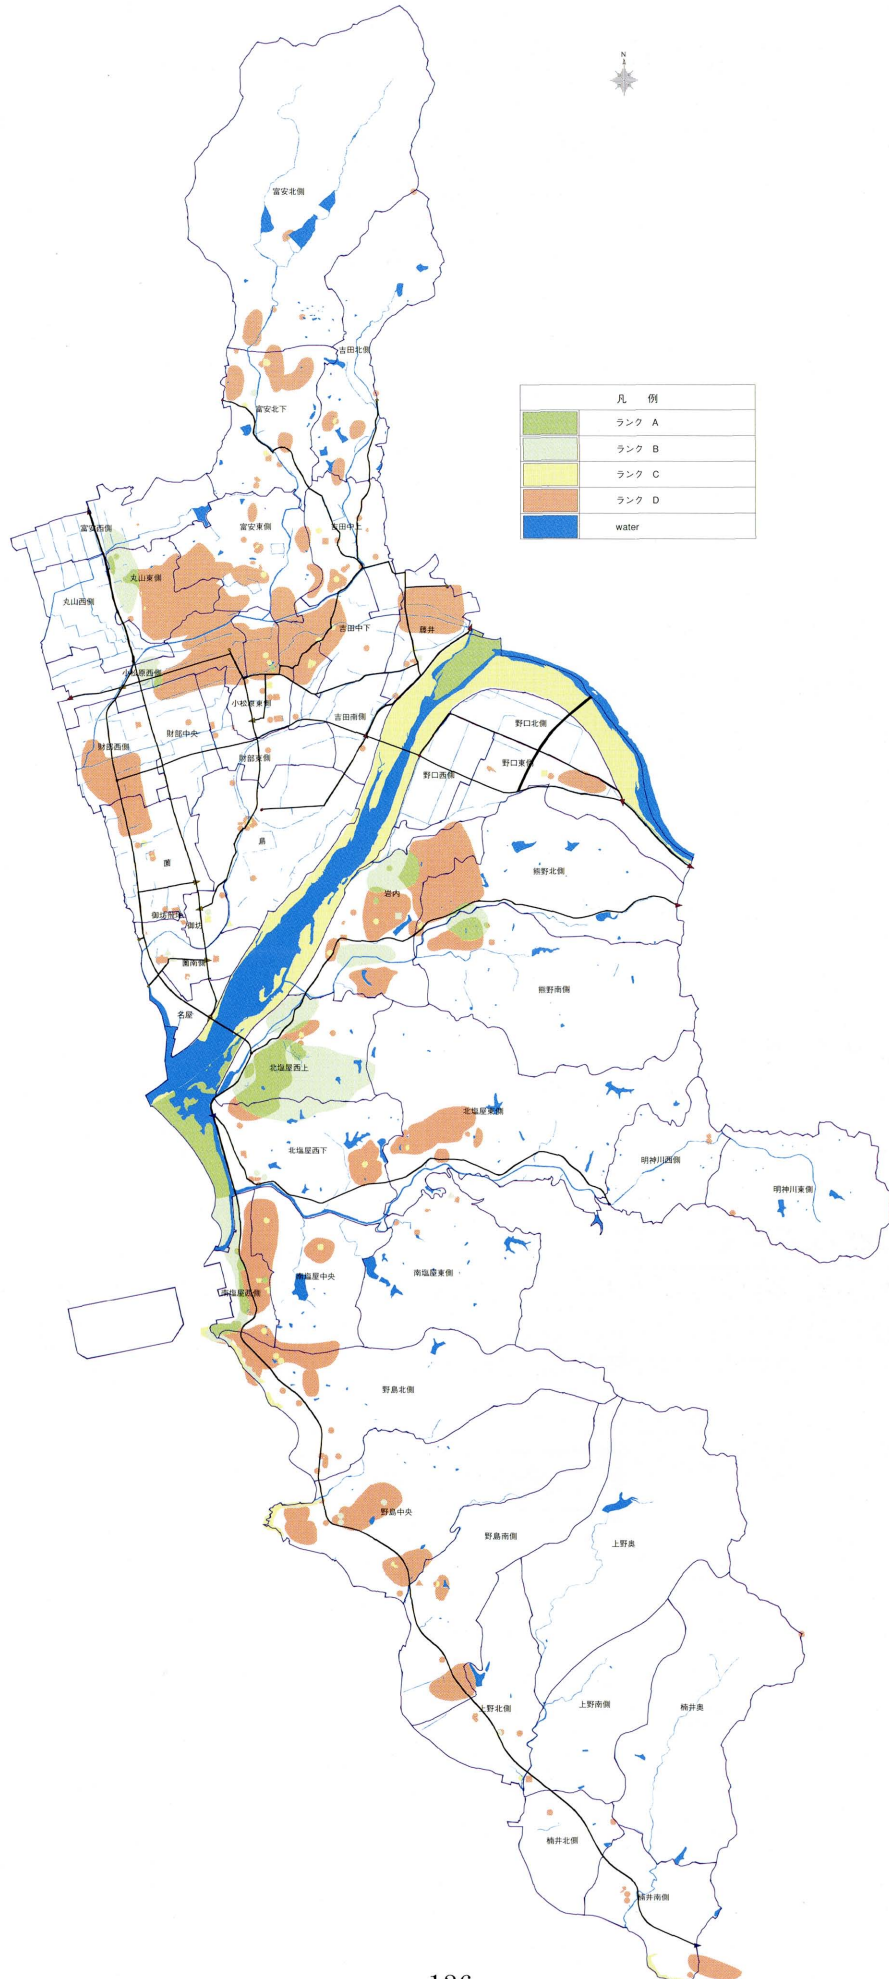 N
富安北側
吉田北側
凡　例
ランク　A
ランク　B
ランク　C
ランク　D
water
富安北下
富安西側
富安東側
吉田中上
丸山東側
丸山西側
吉田中下
藤井
小松原西側
小松原東側
吉田南側
野口北側
財部中央
財部西側
財部東側
野口東側
野口西側
島
薗
岩内
熊野北側
御坊
薗南側
熊野南側
名屋
北塩屋西上
北塩屋東側
北塩屋西下
明神川西側
明神川東側
南塩屋中央
南塩屋東側
南塩屋西側
野島北側
野島中央
野島南側
上野奥
上野北側
上野南側
楠井奥
楠井北側
楠井南側
126